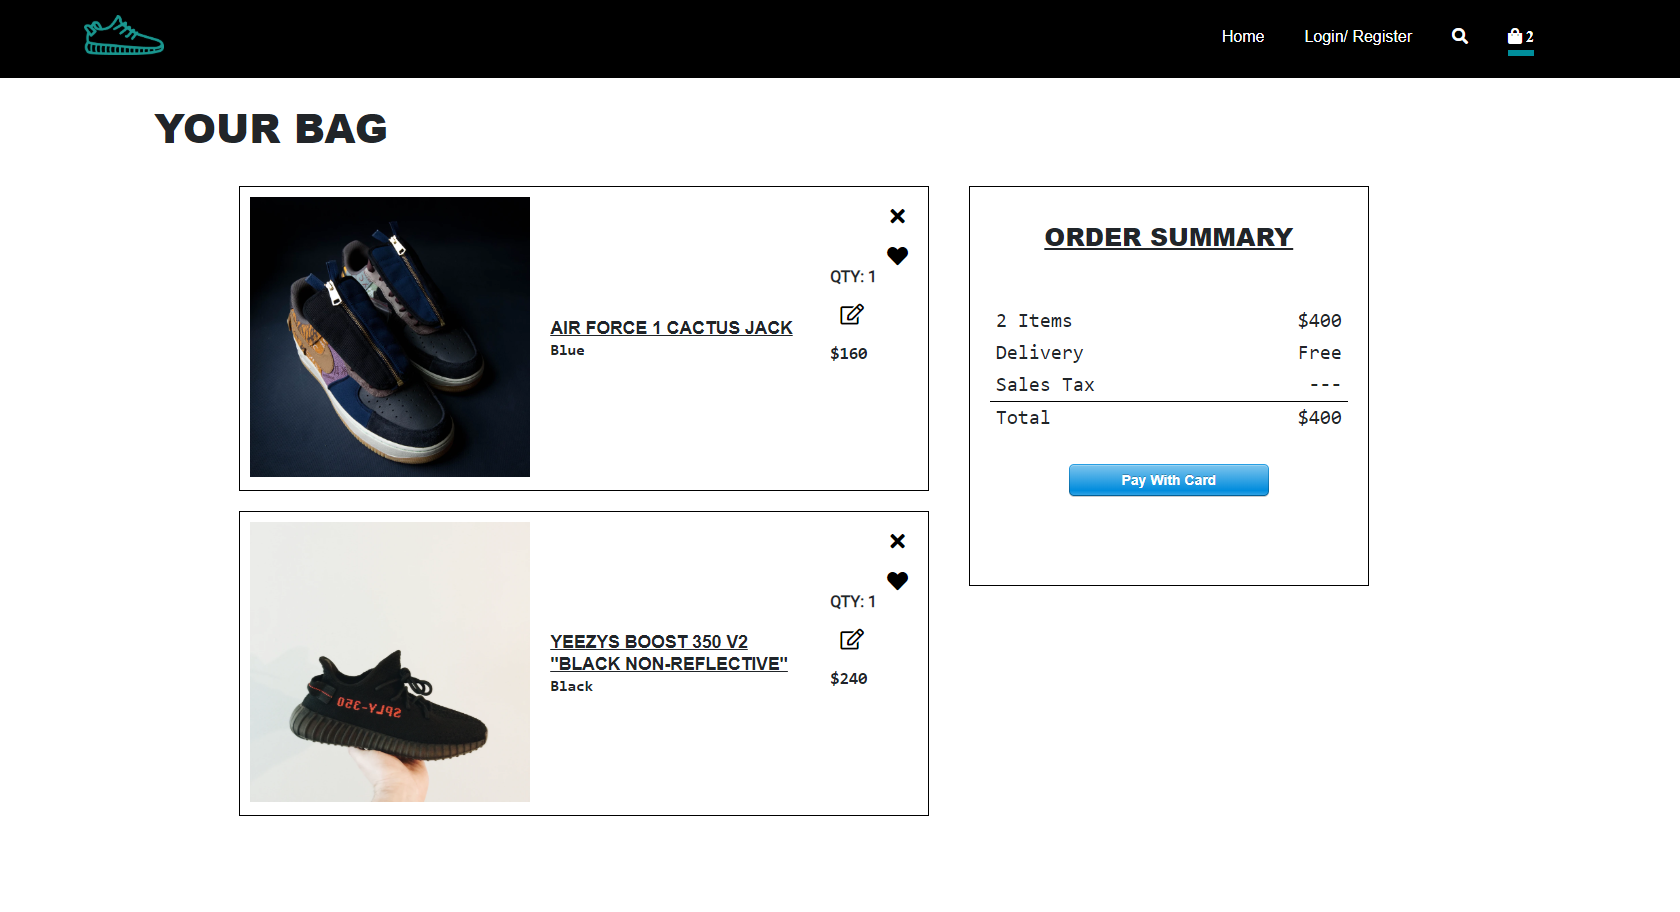 Home
Login/ Register
2
YOUR BAG
QTY: 1
AIR FORCE 1 CACTUS JACK
Blue
$160
SPLY-350
QTY: 1
YEEZYS BOOST 350 V2
"BLACK NON-REFLECTIVE"
Black
$240
ORDER SUMMARY
2 Items $400
Delivery Free
Sales Tax ---
Total $400
Pay With Card